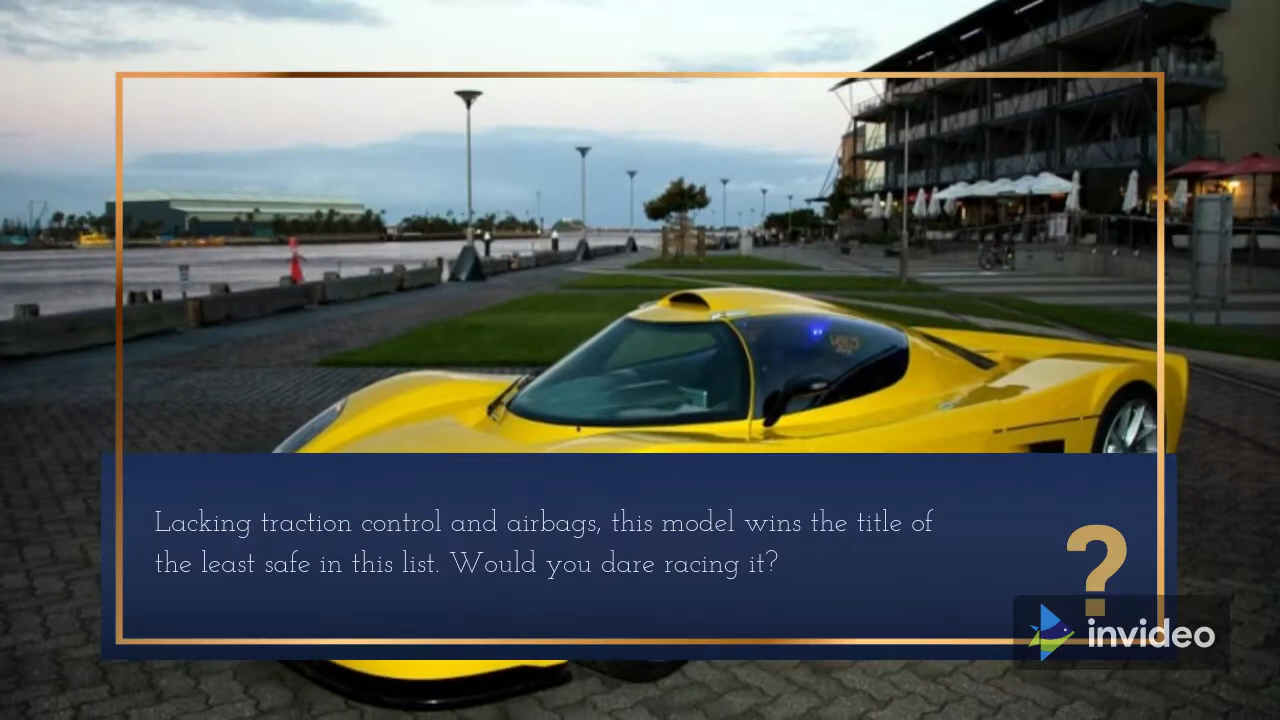 Lacking traction control and airbags, this model wins the title of
the least safe in this list. Would you dare racing it?
?
invideo